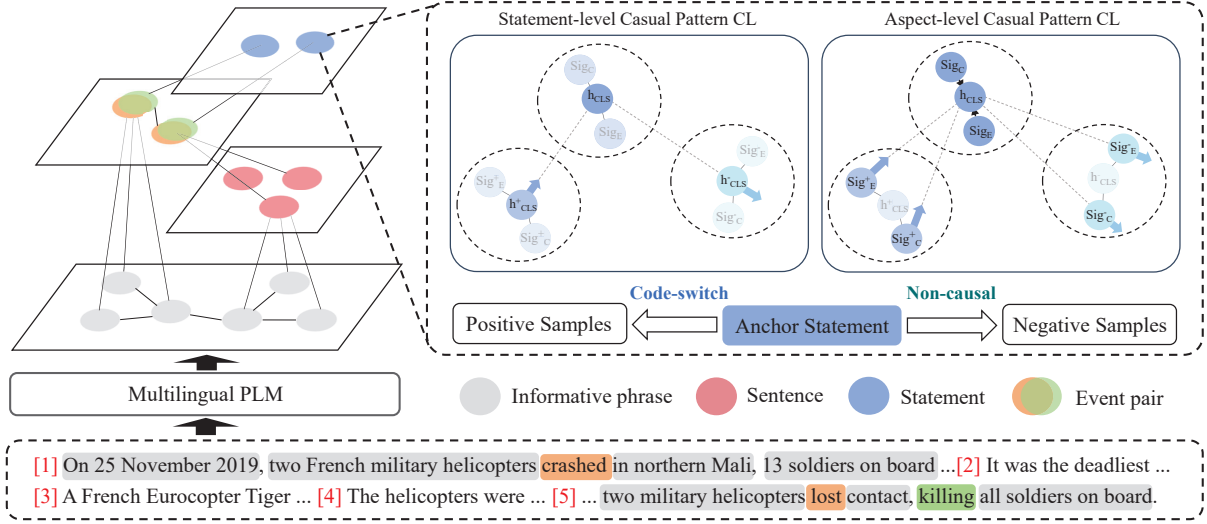 Statement-level Casual Pattern CL
Aspect-level Casual Pattern CL
Sig_C
h_CLS
Sig_E
Sig⁺_E
h⁺_CLS
Sig⁺_C
Sig⁻_E
h⁻_CLS
Sig⁻_C
Sig_C
h_CLS
Sig_E
Sig⁺_E
h⁺_CLS
Sig⁺_C
Sig⁻_E
h⁻_CLS
Sig⁻_C
Code-switch
Non-causal
Positive Samples
Anchor Statement
Negative Samples
Multilingual PLM
Informative phrase
Sentence
Statement
Event pair
[1] On 25 November 2019, two French military helicopters crashed in northern Mali, 13 soldiers on board ...[2] It was the deadliest ...
[3] A French Eurocopter Tiger ... [4] The helicopters were ... [5] ... two military helicopters lost contact, killing all soldiers on board.